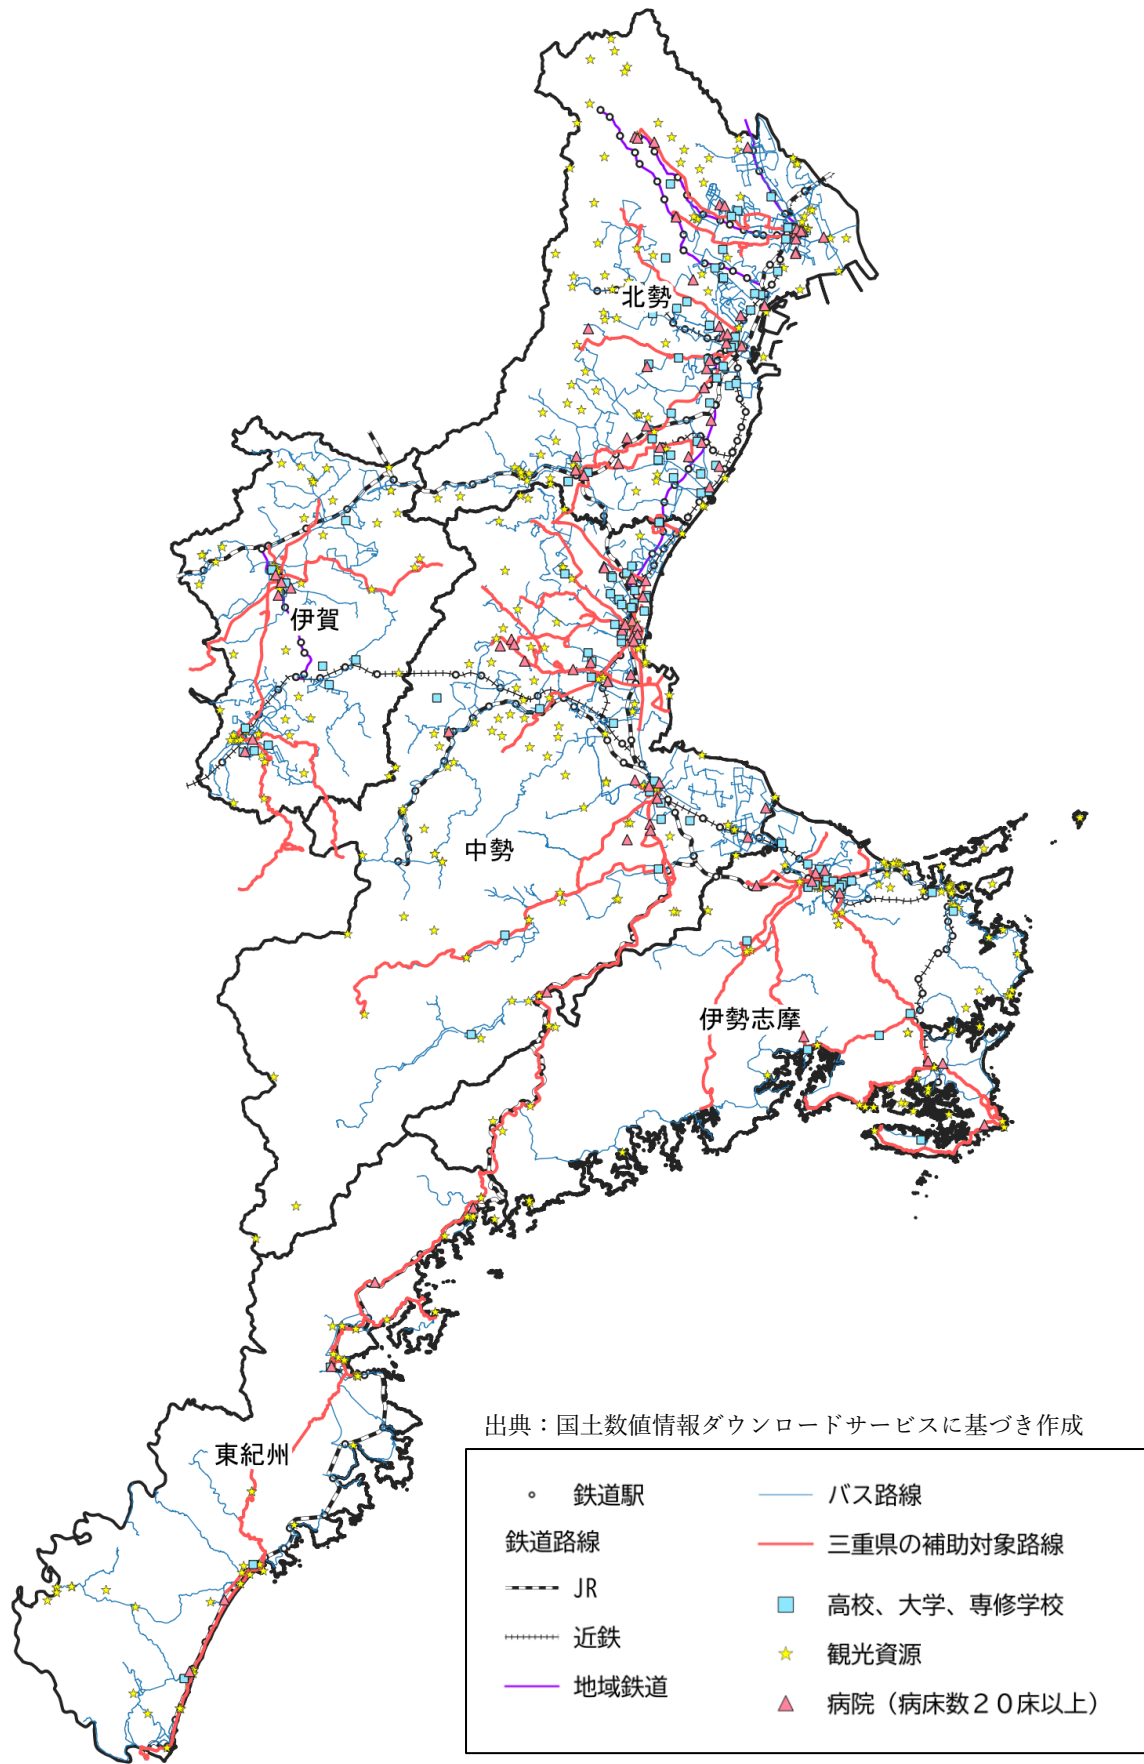 北勢
伊賀
中勢
伊勢志摩
東紀州
出典：国土数値情報ダウンロードサービスに基づき作成
鉄道駅
鉄道路線
JR
近鉄
地域鉄道
バス路線
三重県の補助対象路線
高校、大学、専修学校
観光資源
病院（病床数２０床以上）